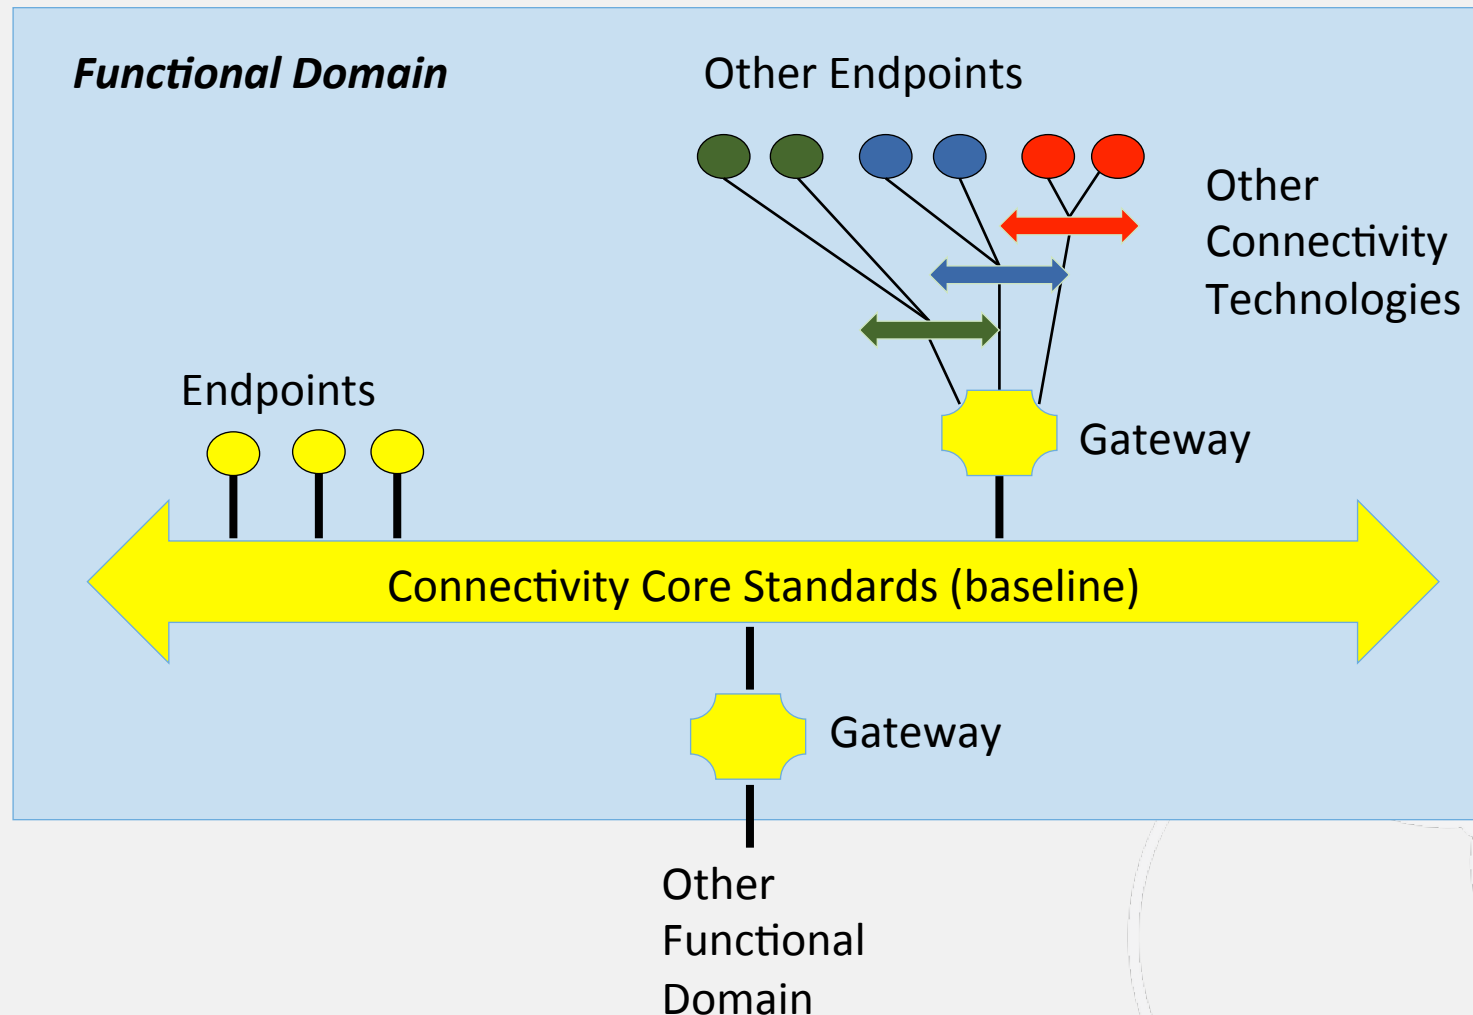 Functional Domain
Other Endpoints
Other
Connectivity
Technologies
Endpoints
Gateway
Connectivity Core Standards (baseline)
Gateway
Other
Functional
Domain